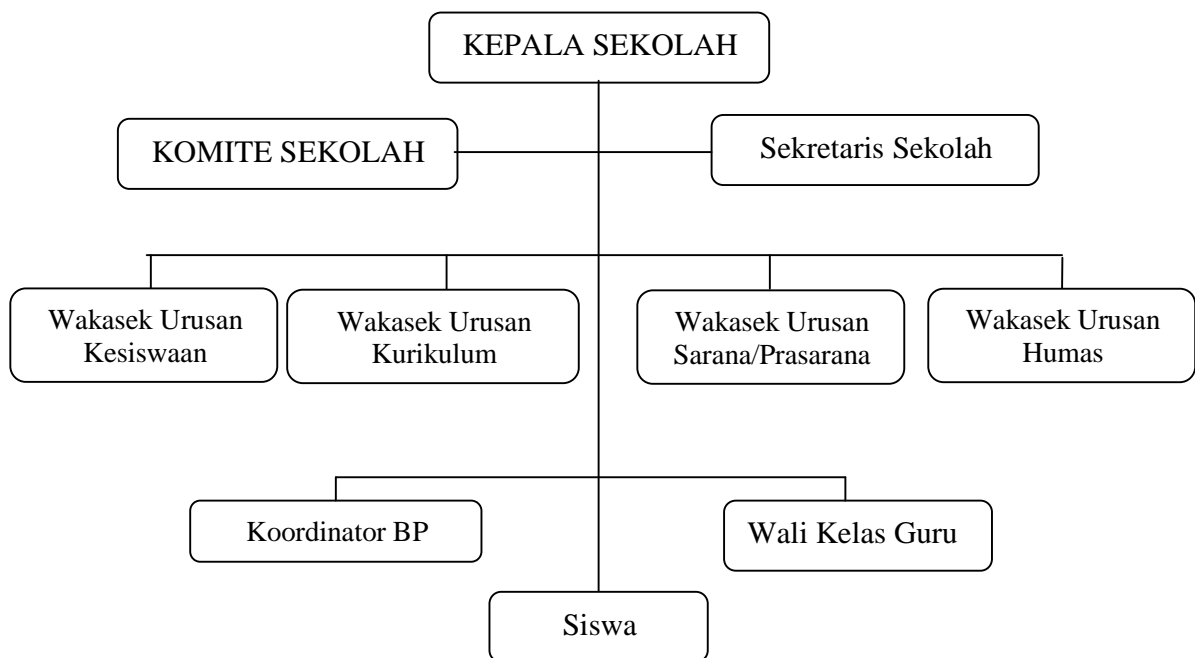 KEPALA SEKOLAH
KOMITE SEKOLAH
Sekretaris Sekolah
Wakasek Urusan
Kesiswaan
Wakasek Urusan
Kurikulum
Wakasek Urusan
Sarana/Prasarana
Wakasek Urusan
Humas
Koordinator BP
Wali Kelas Guru
Siswa